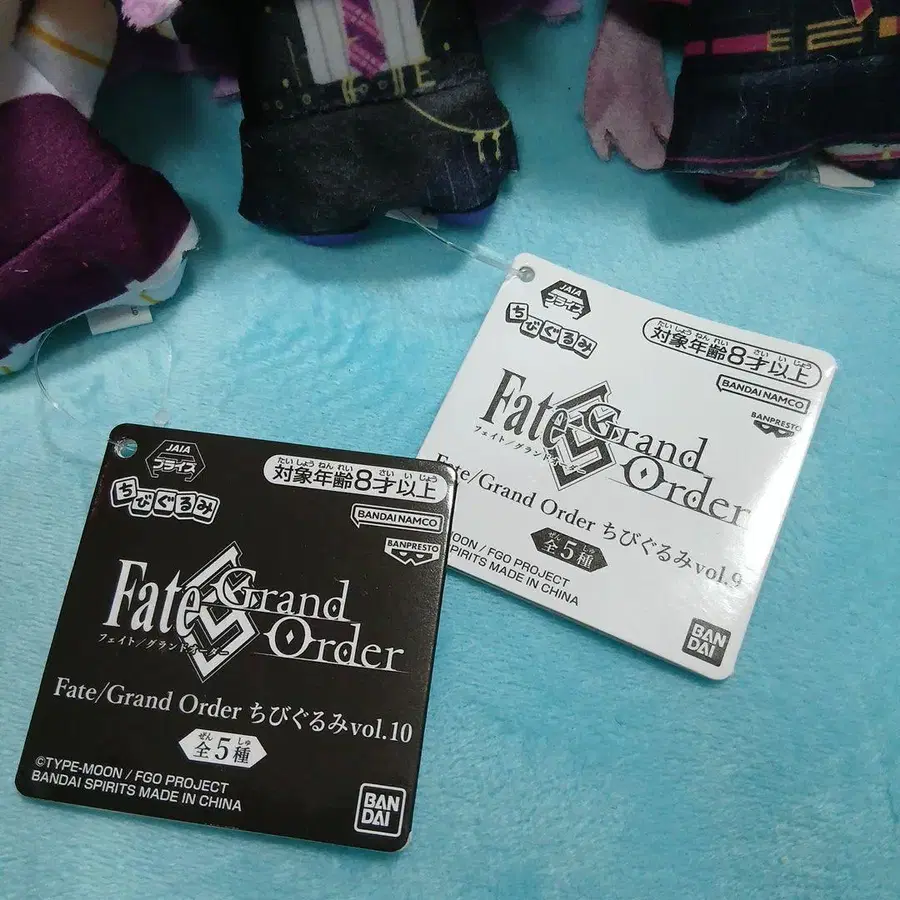 JAIA
プライズ
ちびぐるみ
たいしょうねんれい さいいじょう
対象年齢8才以上
BANDAI NAMCO
BANPRESTO
Fate/Grand Order
フェイト/グランドオーダー
Fate/Grand Order ちびぐるみvol.10
ぜん しゅ
全5種
©TYPE-MOON / FGO PROJECT
BANDAI SPIRITS MADE IN CHINA
BAN
DAI
JAIA
プライズ
ちびぐるみ
たいしょうねんれい さいいじょう
対象年齢8才以上
BANDAI NAMCO
BANPRESTO
Fate/Grand Order
フェイト/グランドオーダー
Fate/Grand Order ちびぐるみvol.9
ぜん しゅ
全5種
MOON / FGO PROJECT
SPIRITS MADE IN CHINA
BAN
DAI